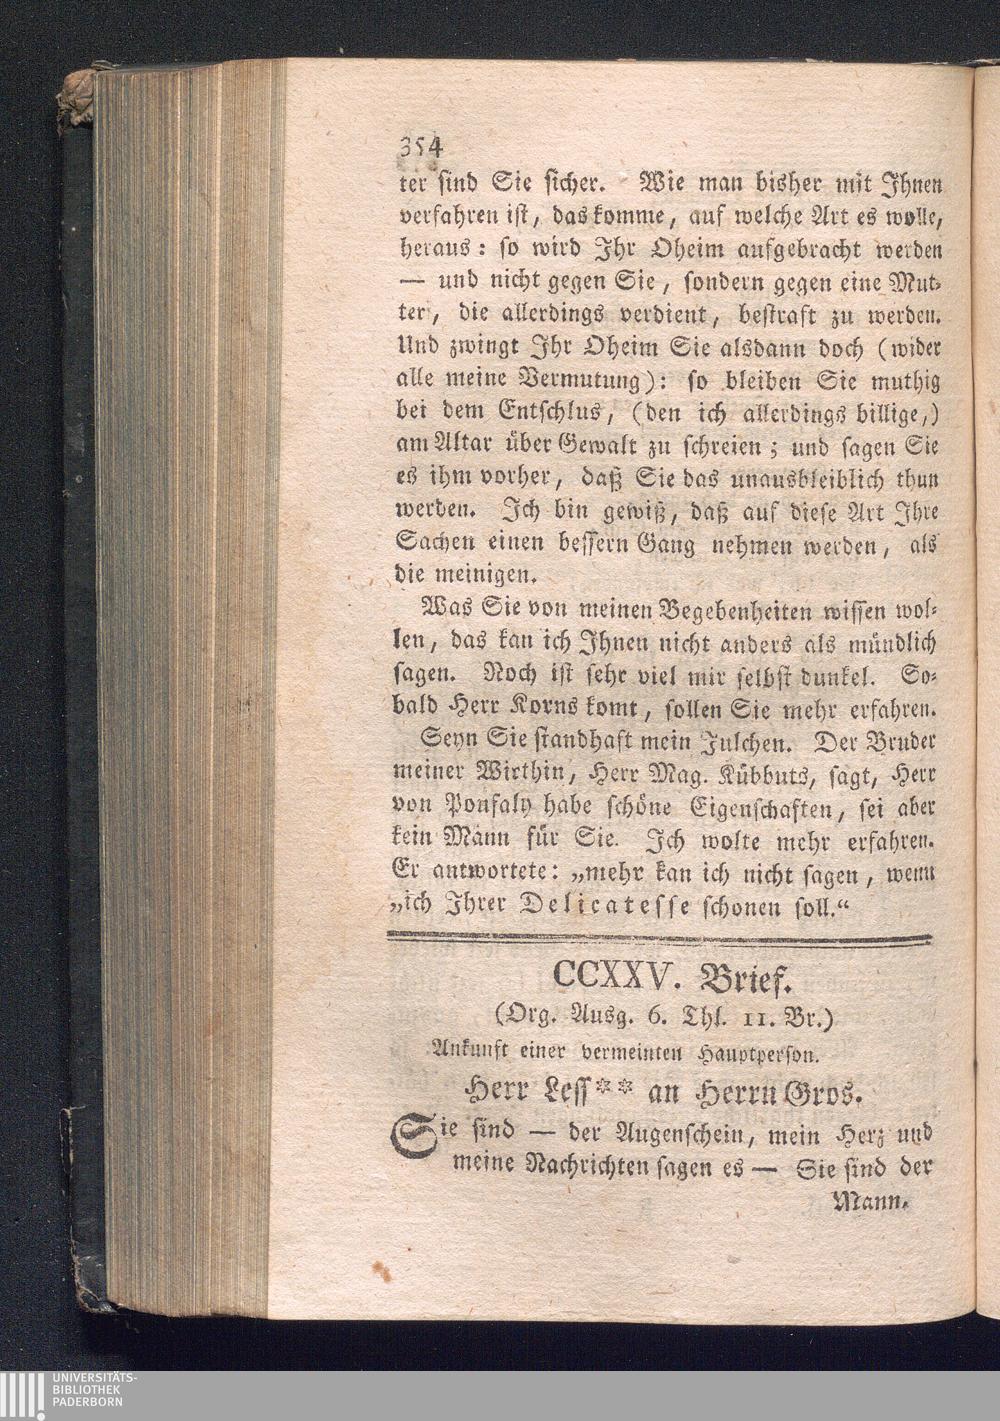 354
ter sind Sie sicher. Wie man bisher mit Ihnen
verfahren ist, das komme, auf welche Art es wolle,
heraus: so wird Ihr Oheim aufgebracht werden
— und nicht gegen Sie, sondern gegen eine Mut-
ter, die allerdings verdient, bestraft zu werden.
Und zwingt Ihr Oheim Sie alsdann doch (wider
alle meine Vermutung): so bleiben Sie muthig
bei dem Entschlus, (den ich allerdings billige,)
am Altar über Gewalt zu schreien; und sagen Sie
es ihm vorher, daß Sie das unausbleiblich thun
werden. Ich bin gewiß, daß auf diese Art Ihre
Sachen einen bessern Gang nehmen werden, als
die meinigen.
Was Sie von meinen Begebenheiten wissen wol-
len, das kan ich Ihnen nicht anders als mündlich
sagen. Noch ist sehr viel mir selbst dunkel. So-
bald Herr Korns komt, sollen Sie mehr erfahren.
Seyn Sie standhaft mein Julchen. Der Bruder
meiner Wirthin, Herr Mag. Kübbuts, sagt, Herr
von Ponsaly habe schöne Eigenschaften, sei aber
kein Mann für Sie. Ich wolte mehr erfahren.
Er antwortete: „mehr kan ich nicht sagen, wenn
„ich Ihrer Delicatesse schonen soll.“
CCXXV. Brief.
(Org. Ausg. 6. Thl. 11. Br.)
Ankunft einer vermeinten Hauptperson.
Herr Less** an Herrn Gros.
Sie sind — der Augenschein, mein Herz und
meine Nachrichten sagen es — Sie sind der
Mann,
UNIVERSITÄTS-
BIBLIOTHEK
PADERBORN